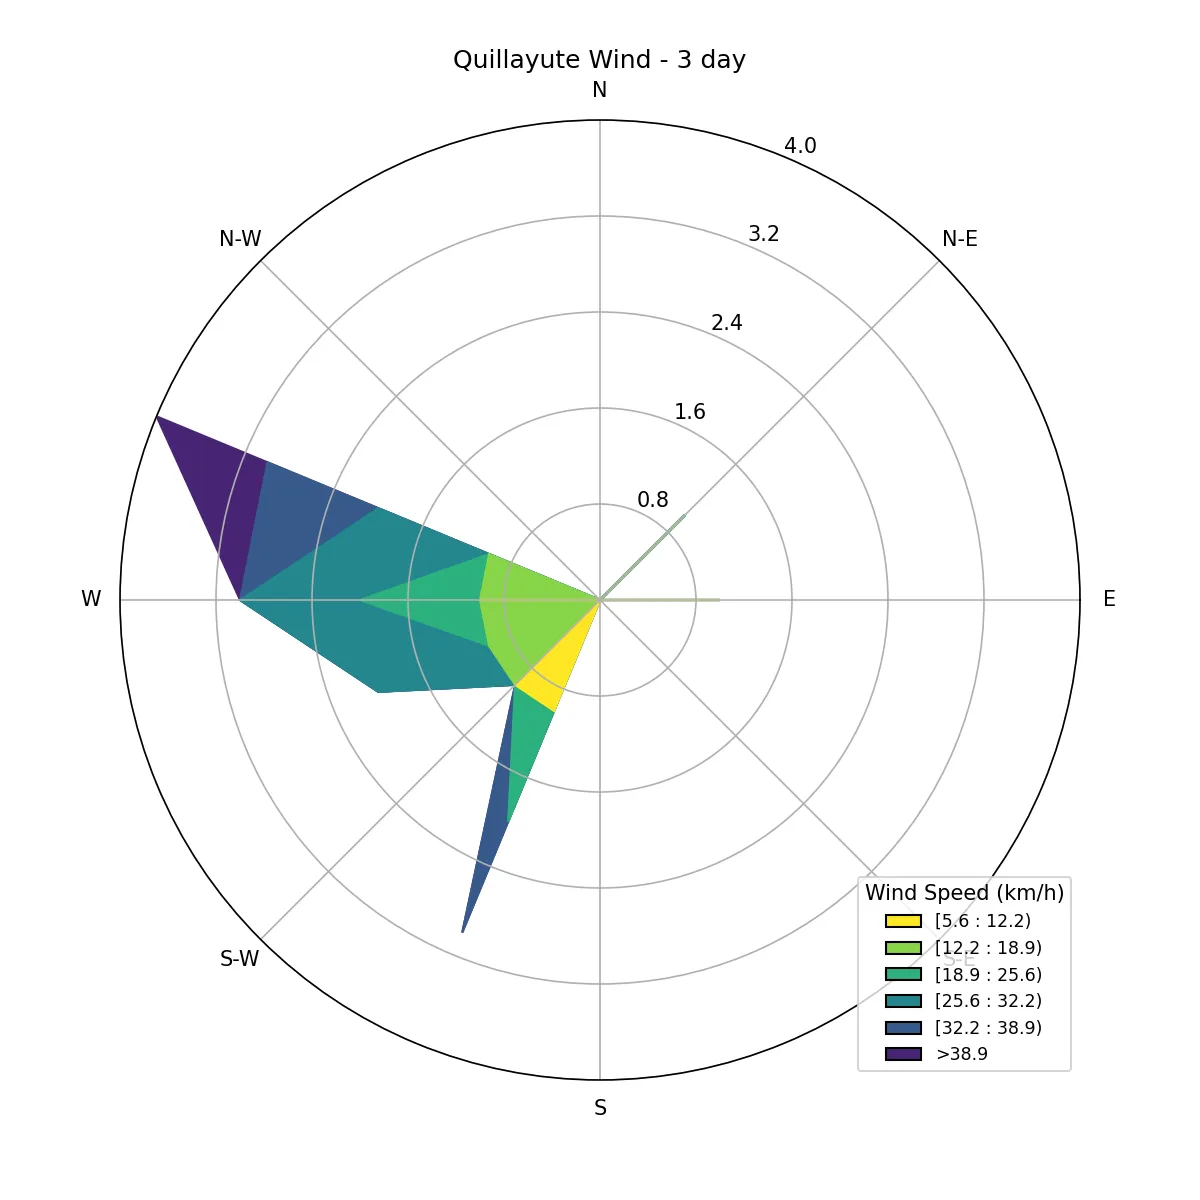 Quillayute Wind - 3 day
N
4.0
N-W
3.2
N-E
2.4
1.6
0.8
W
E
Wind Speed (km/h)
[5.6 : 12.2)
[12.2 : 18.9)
S-W
S-E
[18.9 : 25.6)
[25.6 : 32.2)
[32.2 : 38.9)
>38.9
S